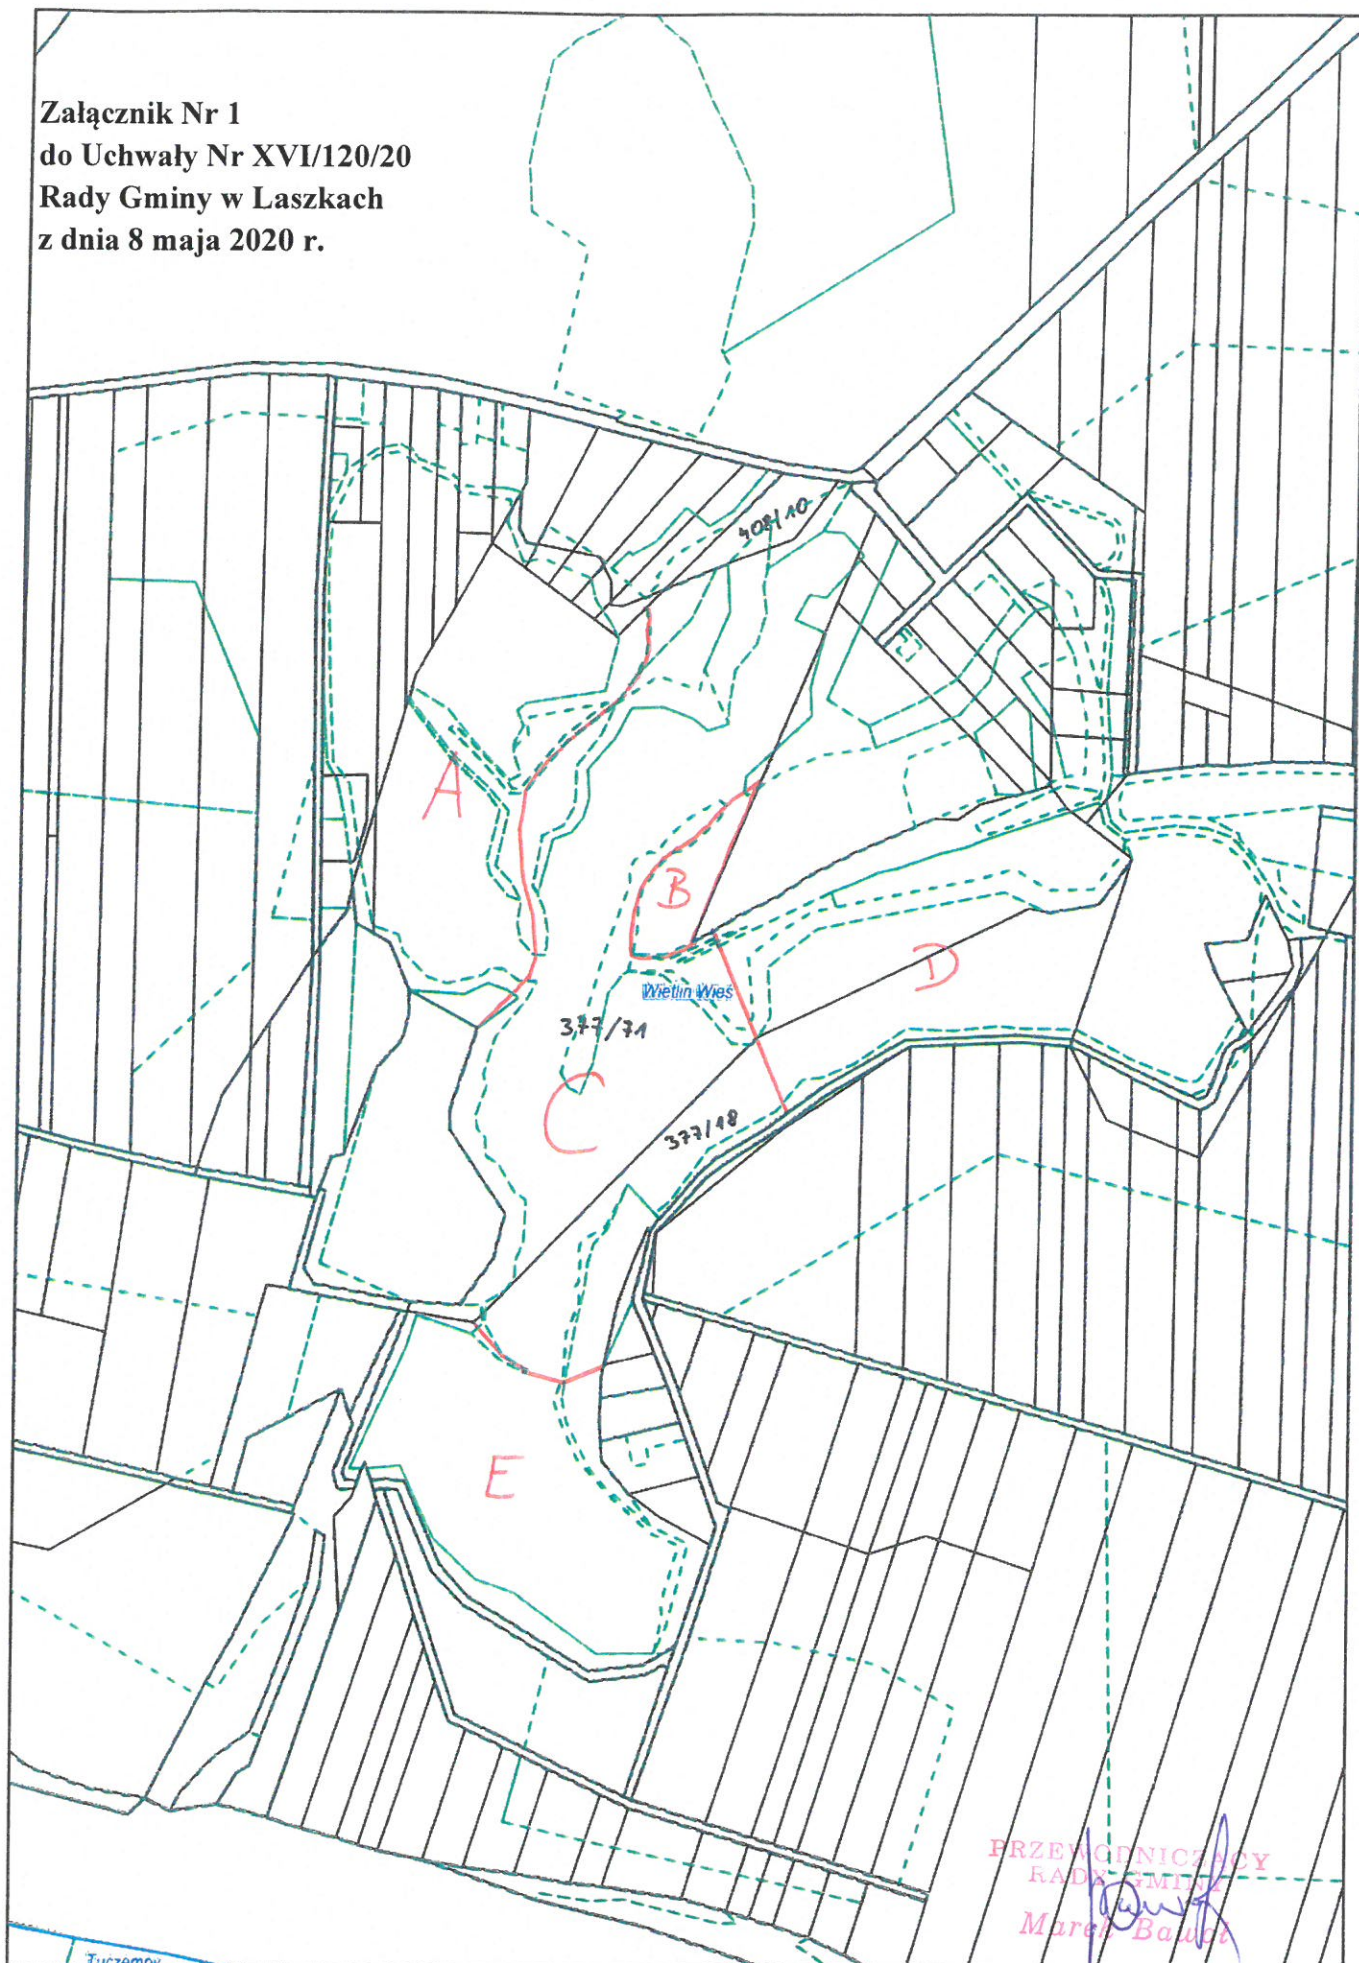 Załącznik Nr 1
do Uchwały Nr XVI/120/20
Rady Gminy w Laszkach
z dnia 8 maja 2020 r.
408/10
A
B
D
Wietlin Wieś
377/71
C
377/18
E
PRZEWODNICZĄCY
RADY GMINY
Marek
Tuczempy